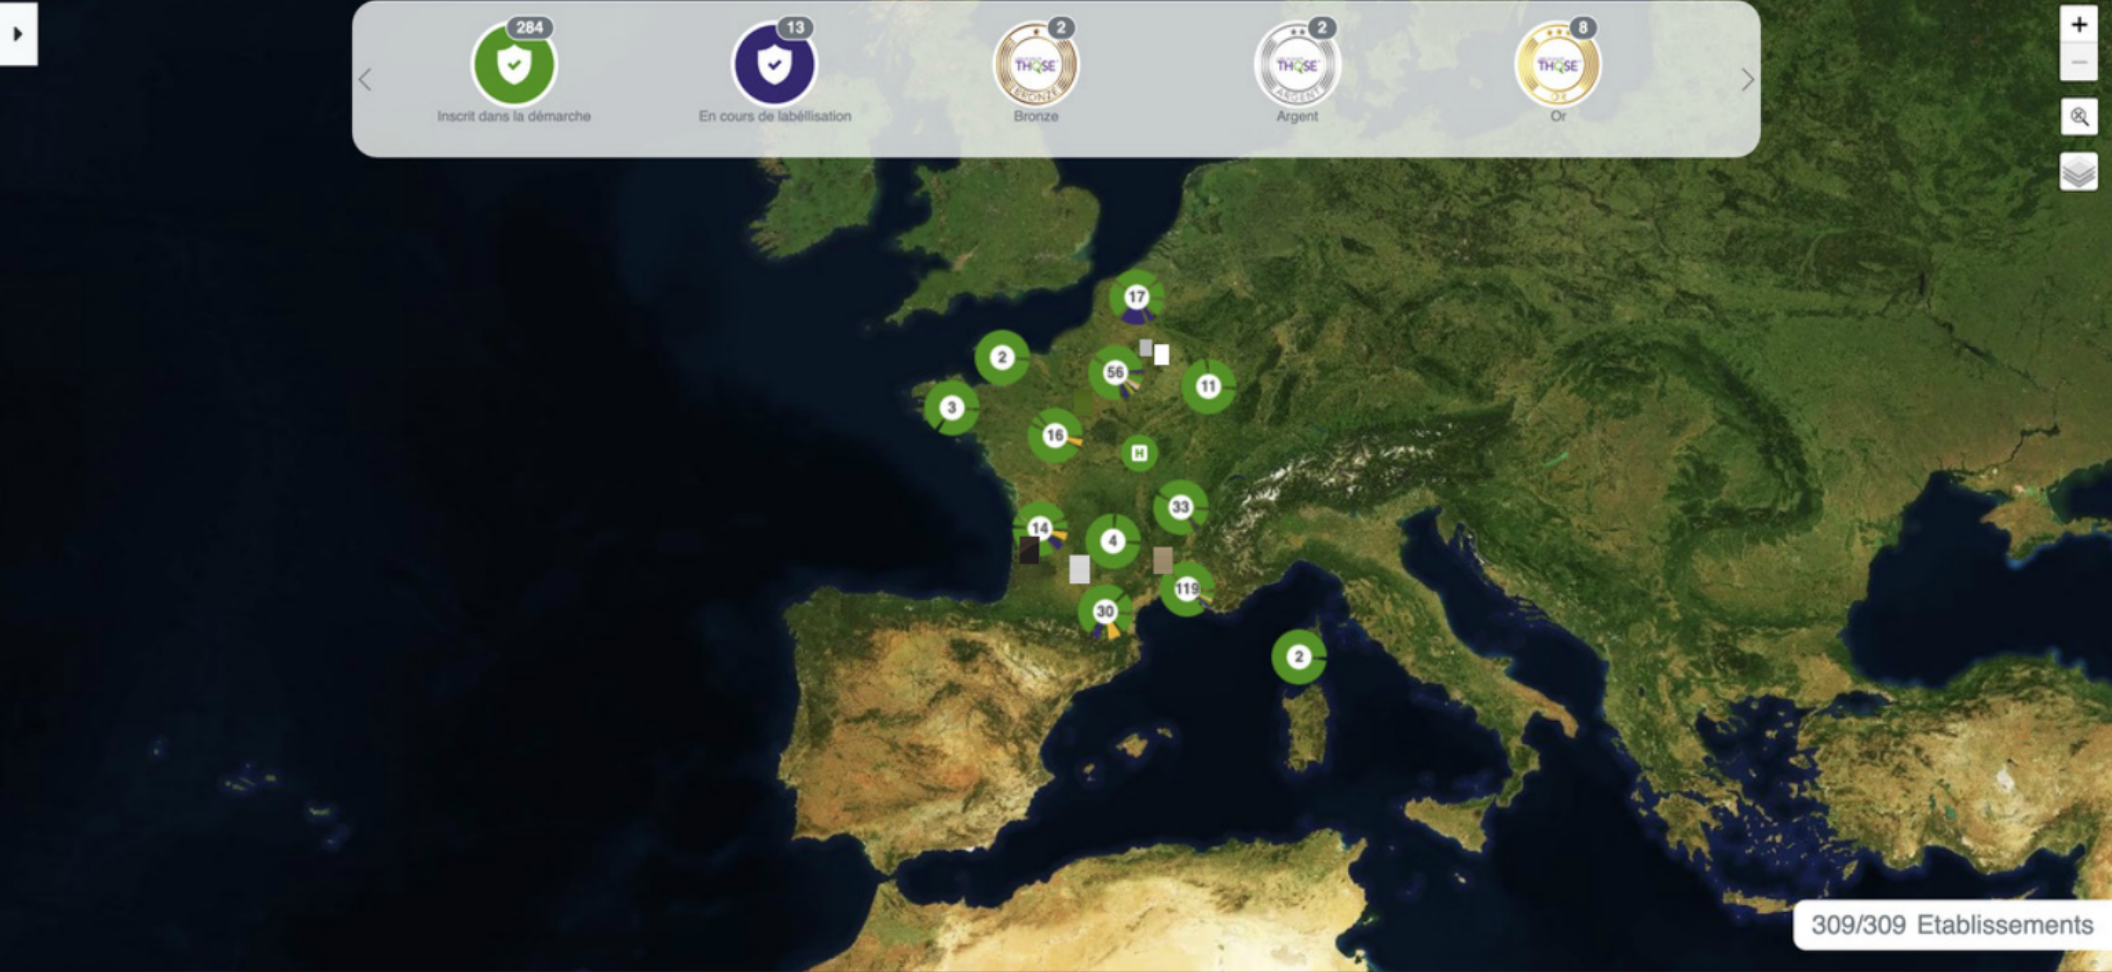 284
13
2
2
8
THQSE
BRONZE
THQSE
ARGENT
THQSE
OR
Inscrit dans la démarche
En cours de labéllisation
Bronze
Argent
Or
+
−
17
2
56
11
3
16
H
33
14
4
119
30
2
309/309 Etablissements